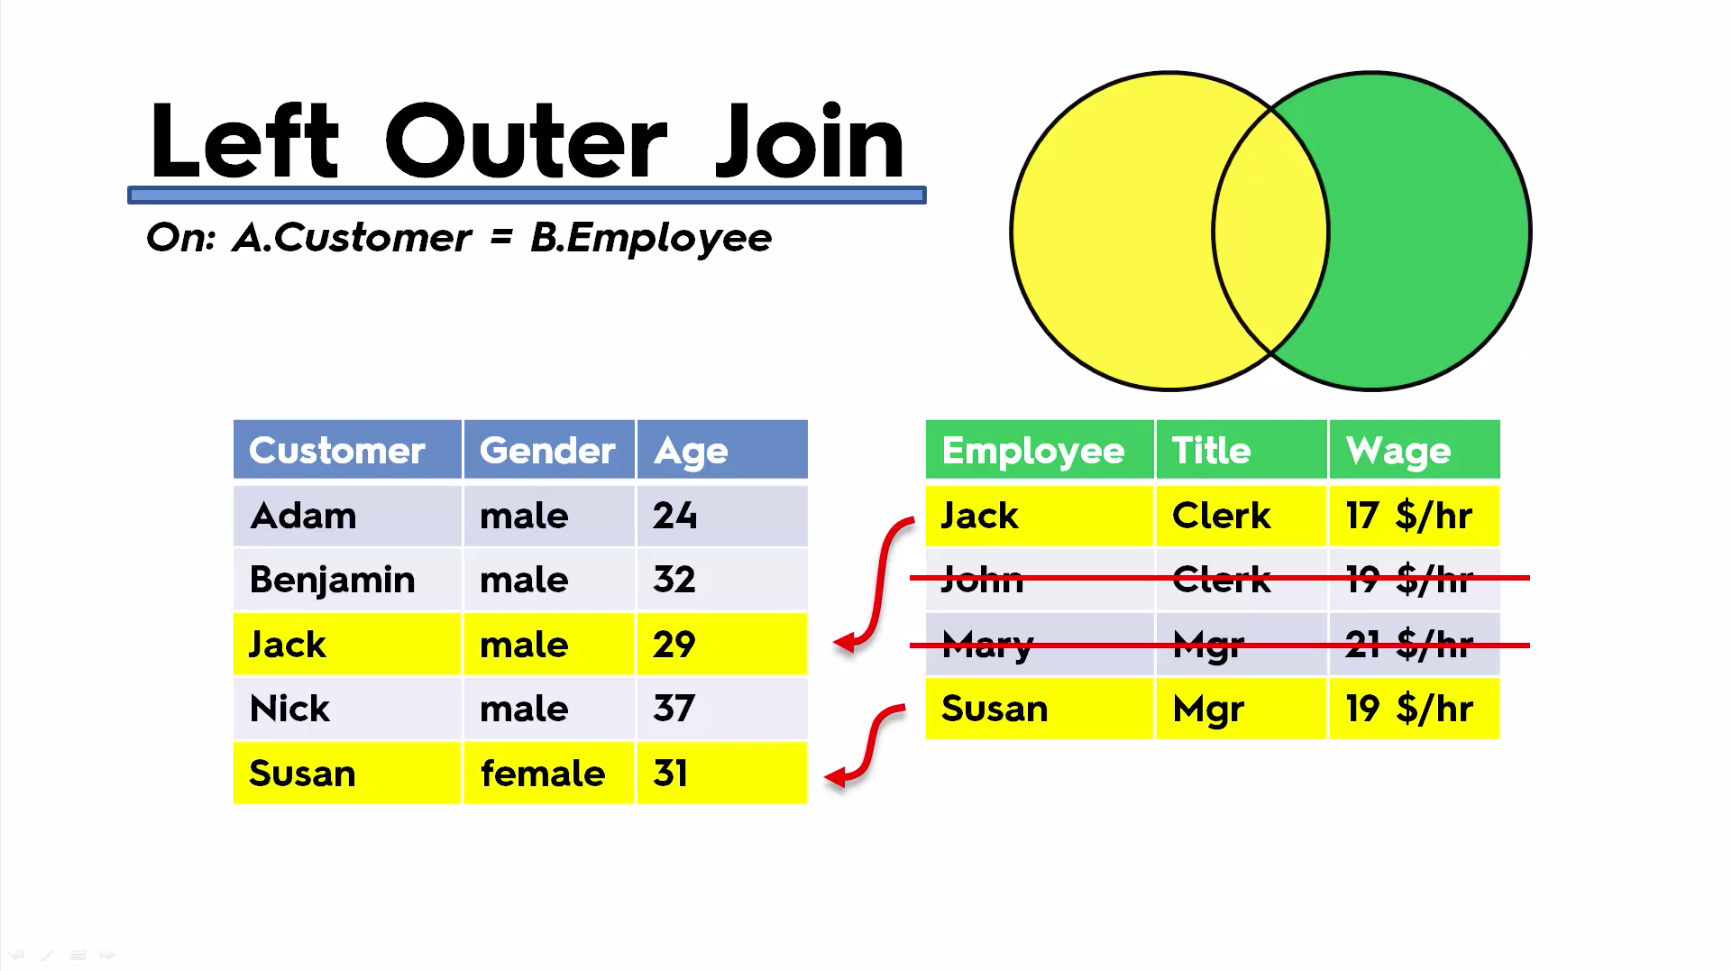 Left Outer Join
On: A.Customer = B.Employee
Customer Gender Age
Adam male 24
Benjamin male 32
Jack male 29
Nick male 37
Susan female 31
Employee Title Wage
Jack Clerk 17 $/hr
John Clerk 19 $/hr
Mary Mgr 21 $/hr
Susan Mgr 19 $/hr